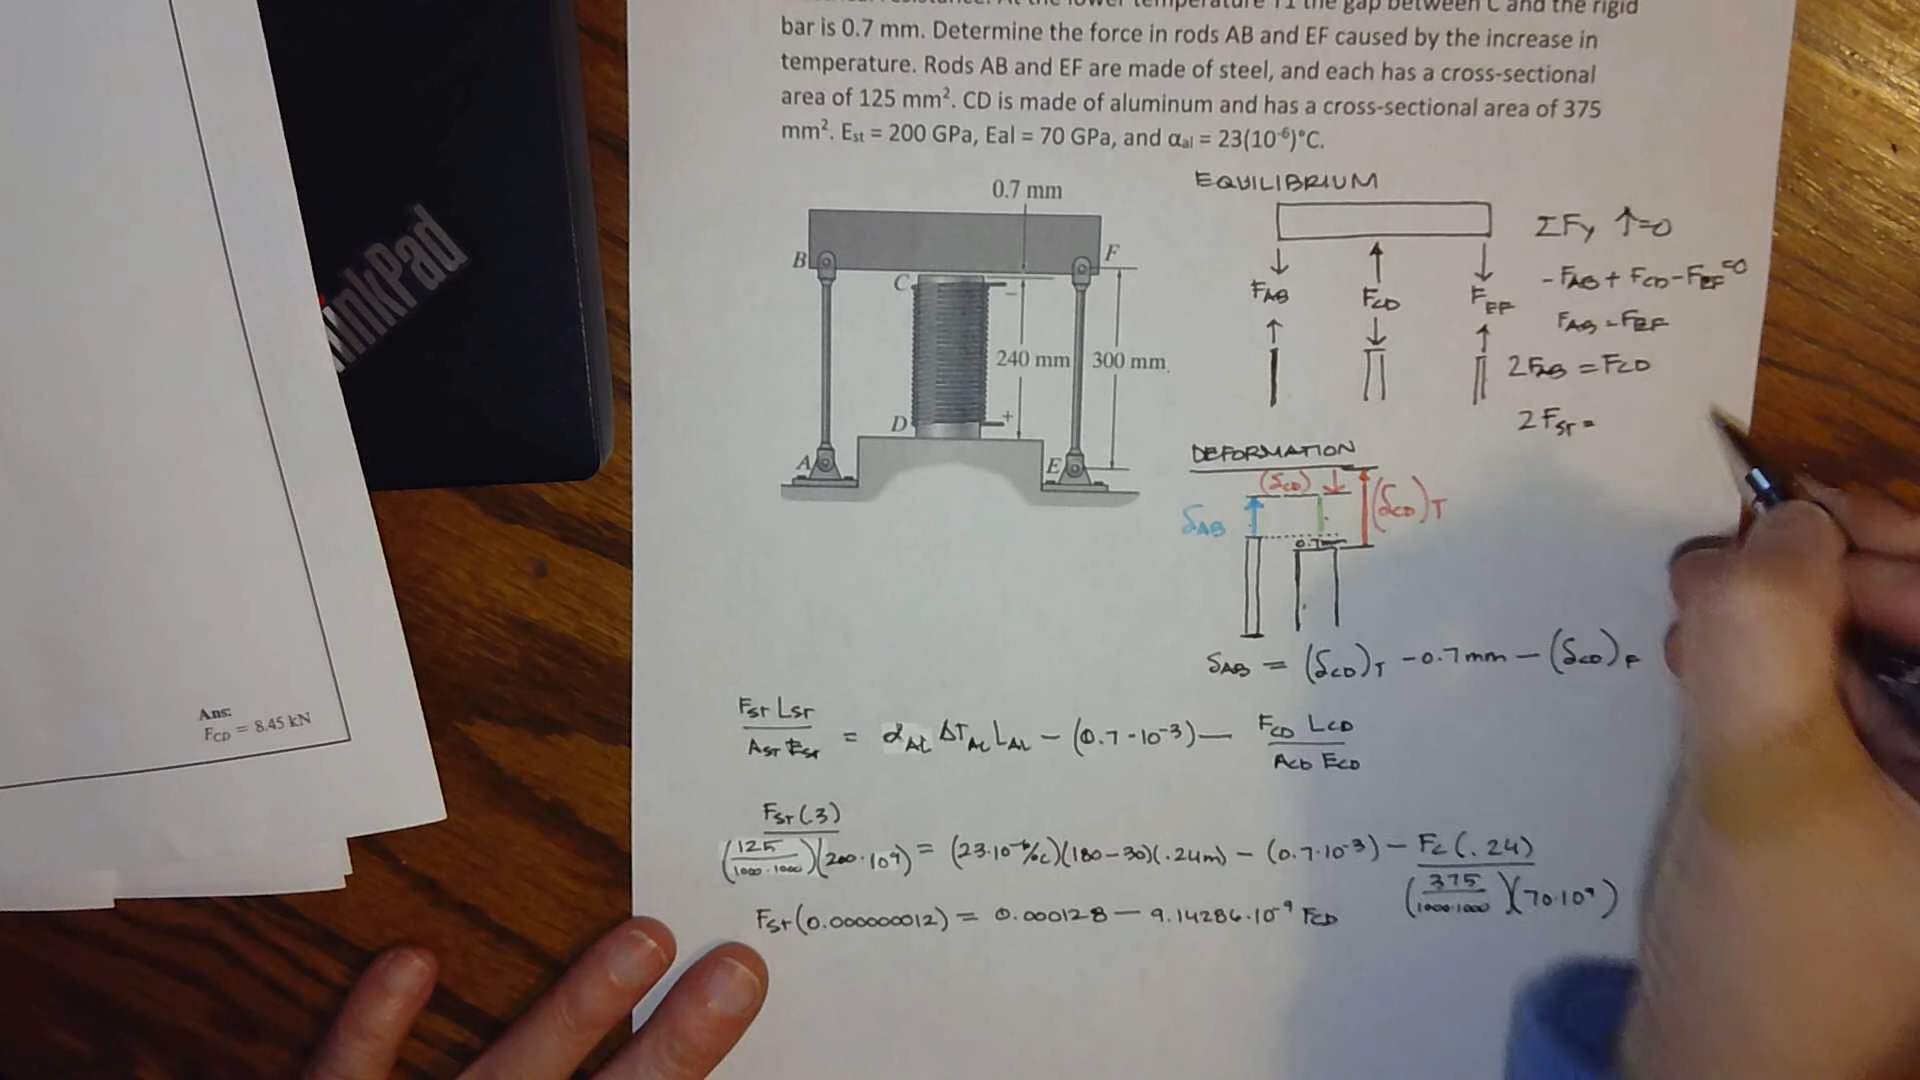 bar is 0.7 mm. Determine the force in rods AB and EF caused by the increase in
temperature. Rods AB and EF are made of steel, and each has a cross-sectional
area of 125 mm². CD is made of aluminum and has a cross-sectional area of 375
mm². Est = 200 GPa, Eal = 70 GPa, and αal = 23(10⁻⁶)°C.
0.7 mm
B
F
C
−
240 mm
300 mm
D
+
A
E
EQUILIBRIUM
ΣFy ↑=0
FAB
FCD
FEF
-FAB + FCD - FEF =0
FAB = FEF
2FAB = FCD
2FST =
DEFORMATION
(δCD)
(δCD)T
δAB
0.7mm
δAB = (δCD)T - 0.7mm - (δCD)F
FST LST / AST EST = αAL ΔTAL LAL - (0.7·10⁻³) - FCD LCD / ACD ECD
FST(.3) / (125/1000·1000)(200·10⁹) = (23·10⁻⁶/°C)(180-30)(.24m) - (0.7·10⁻³) - FC(.24) / (375/1000·1000)(70·10⁹)
FST(0.000000012) = 0.000128 - 9.14286·10⁻⁹ FCD
ThinkPad
Ans:
FCD = 8.45 kN